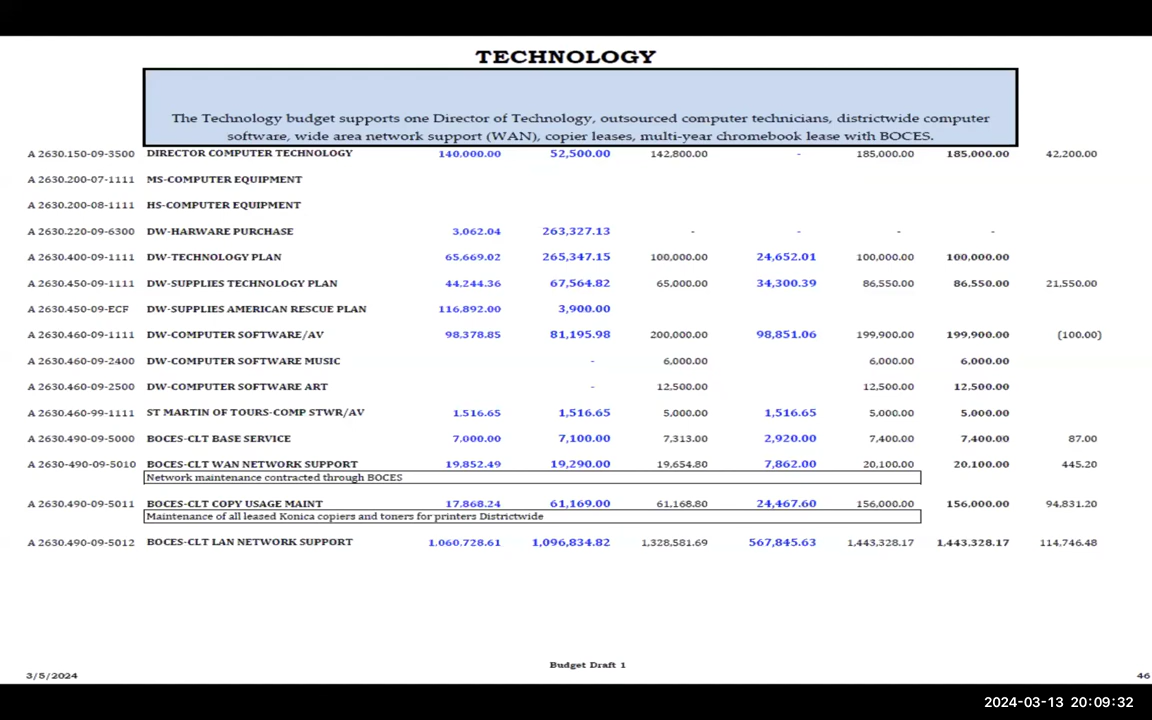 TECHNOLOGY
The Technology budget supports one Director of Technology, outsourced computer technicians, districtwide computer
software, wide area network support (WAN), copier leases, multi-year chromebook lease with BOCES.
A 2630.150-09-3500 DIRECTOR COMPUTER TECHNOLOGY 140,000.00 52,500.00 142,800.00 - 185,000.00 185,000.00 42,200.00
A 2630.200-07-1111 MS-COMPUTER EQUIPMENT
A 2630.200-08-1111 HS-COMPUTER EQUIPMENT
A 2630.220-09-6300 DW-HARWARE PURCHASE 3,062.04 263,327.13 - - - -
A 2630.400-09-1111 DW-TECHNOLOGY PLAN 65,669.02 265,347.15 100,000.00 24,652.01 100,000.00 100,000.00
A 2630.450-09-1111 DW-SUPPLIES TECHNOLOGY PLAN 44,244.36 67,564.82 65,000.00 34,300.39 86,550.00 86,550.00 21,550.00
A 2630.450-09-ECF DW-SUPPLIES AMERICAN RESCUE PLAN 116,892.00 3,900.00
A 2630.460-09-1111 DW-COMPUTER SOFTWARE/AV 98,378.85 81,195.98 200,000.00 98,851.06 199,900.00 199,900.00 (100.00)
A 2630.460-09-2400 DW-COMPUTER SOFTWARE MUSIC - 6,000.00 6,000.00 6,000.00
A 2630.460-09-2500 DW-COMPUTER SOFTWARE ART - 12,500.00 12,500.00 12,500.00
A 2630.460-99-1111 ST MARTIN OF TOURS-COMP STWR/AV 1,516.65 1,516.65 5,000.00 1,516.65 5,000.00 5,000.00
A 2630.490-09-5000 BOCES-CLT BASE SERVICE 7,000.00 7,100.00 7,313.00 2,920.00 7,400.00 7,400.00 87.00
A 2630-490-09-5010 BOCES-CLT WAN NETWORK SUPPORT 19,852.49 19,290.00 19,654.80 7,862.00 20,100.00 20,100.00 445.20
Network maintenance contracted through BOCES
A 2630.490-09-5011 BOCES-CLT COPY USAGE MAINT 17,868.24 61,169.00 61,168.80 24,467.60 156,000.00 156,000.00 94,831.20
Maintenance of all leased Konica copiers and toners for printers Districtwide
A 2630.490-09-5012 BOCES-CLT LAN NETWORK SUPPORT 1,060,728.61 1,096,834.82 1,328,581.69 567,845.63 1,443,328.17 1,443,328.17 114,746.48
Budget Draft 1
3/5/2024 46
2024-03-13 20:09:32